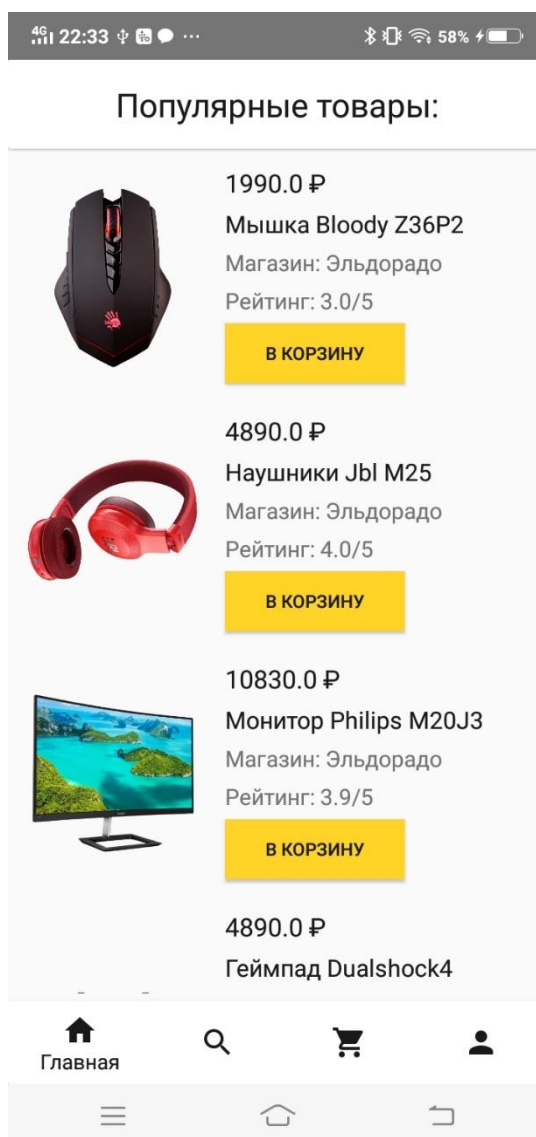 4G 22:33 58%
Популярные товары:
1990.0 ₽
Мышка Bloody Z36P2
Магазин: Эльдорадо
Рейтинг: 3.0/5
В КОРЗИНУ
4890.0 ₽
Наушники Jbl M25
Магазин: Эльдорадо
Рейтинг: 4.0/5
В КОРЗИНУ
10830.0 ₽
Монитор Philips M20J3
Магазин: Эльдорадо
Рейтинг: 3.9/5
В КОРЗИНУ
4890.0 ₽
Геймпад Dualshock4
Главная